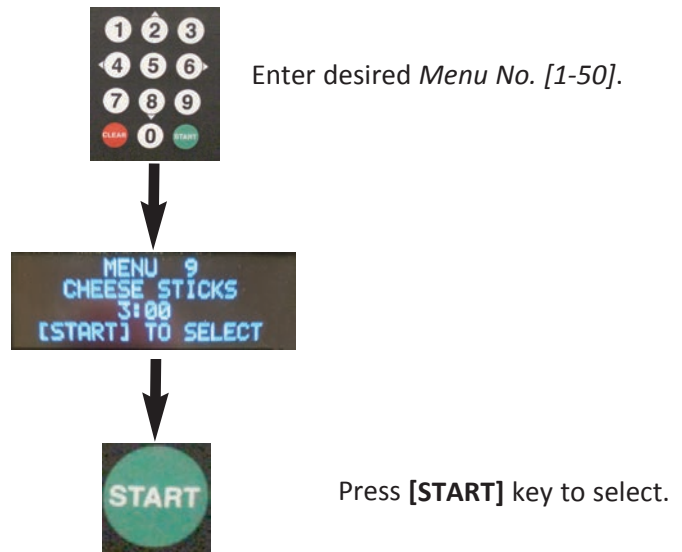 1 2 3
4 5 6
7 8 9
CLEAR 0 START
Enter desired Menu No. [1-50].
MENU 9
CHEESE STICKS
3:00
[START] TO SELECT
START
Press [START] key to select.